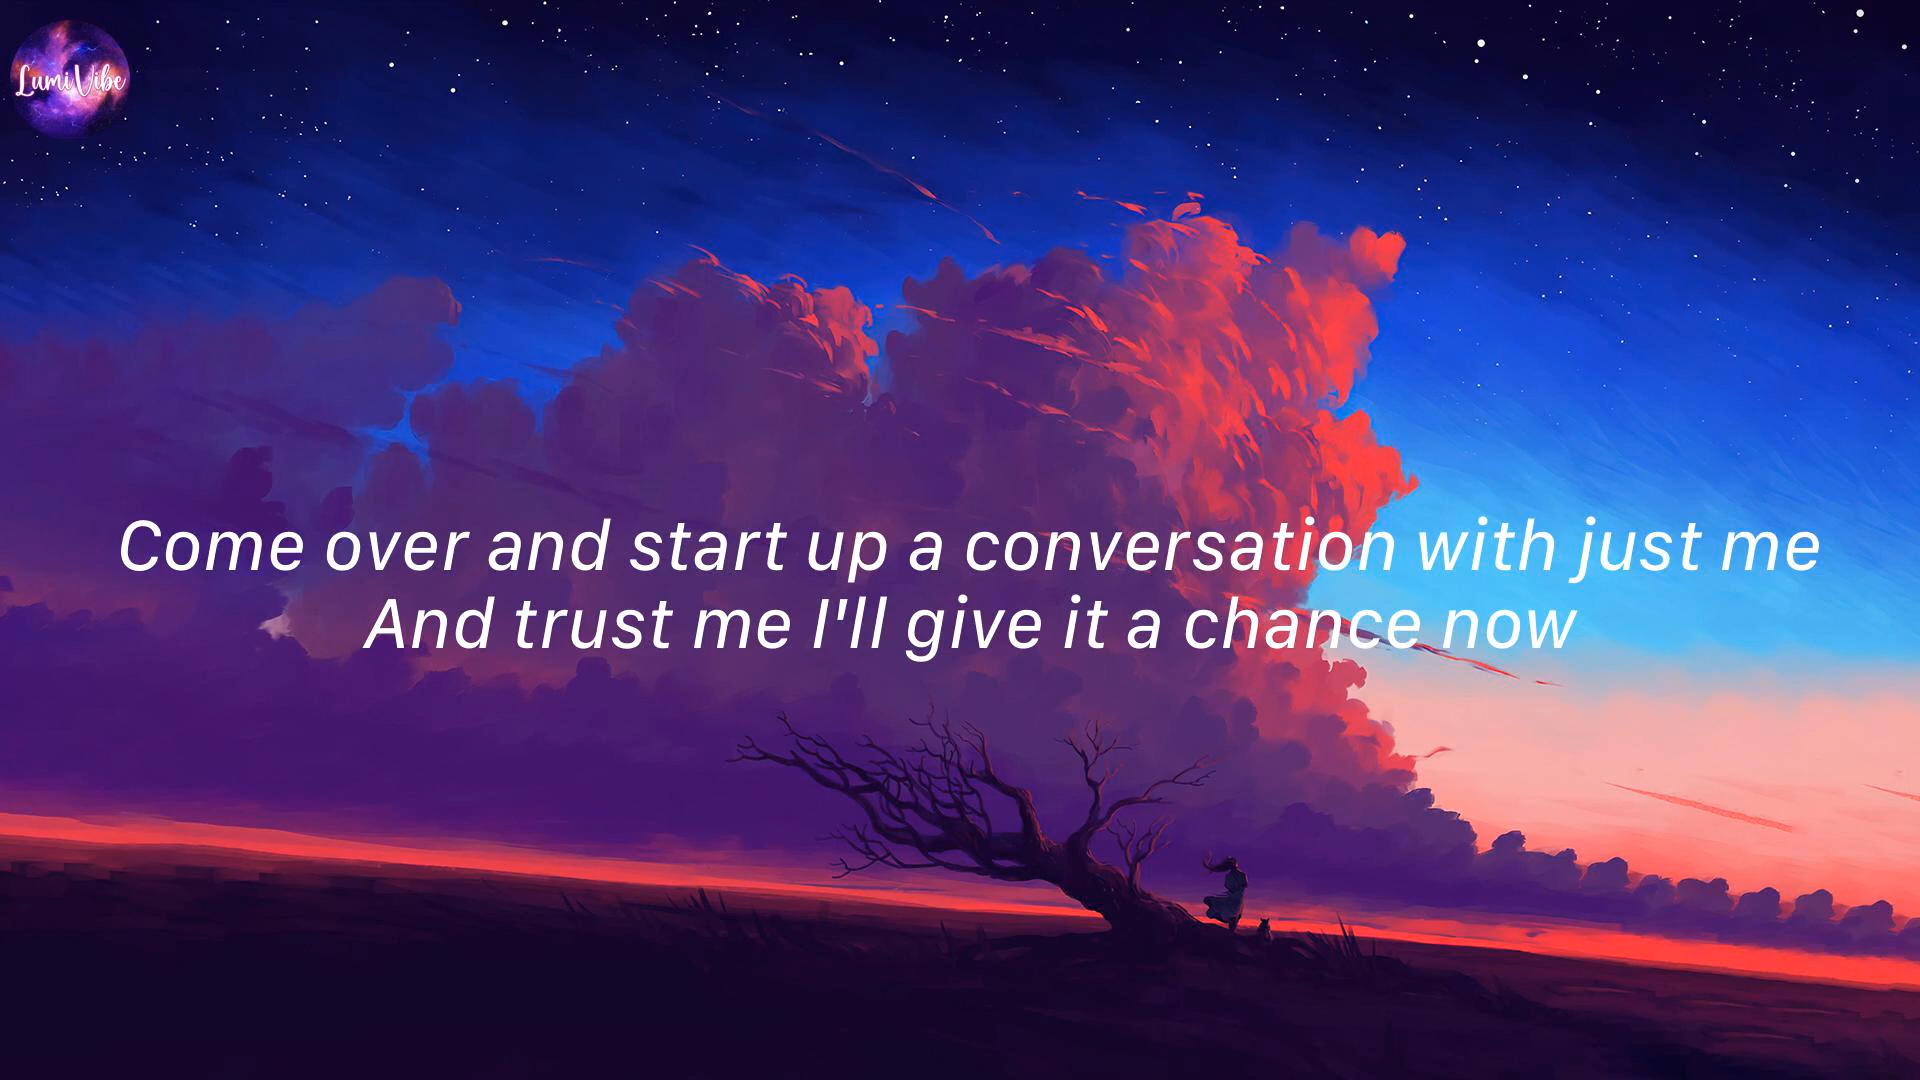 LumiVibe
Come over and start up a conversation with just me
And trust me I'll give it a chance now